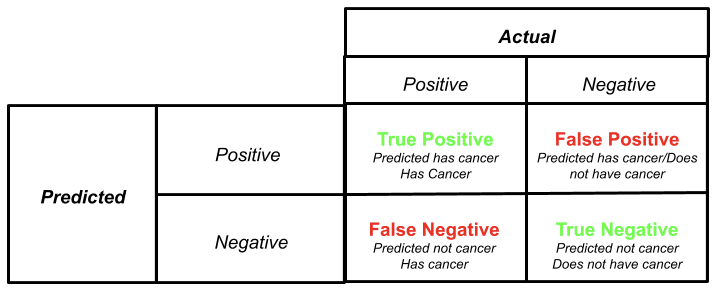 Actual
Positive
Negative
Predicted
Positive
True Positive
Predicted has cancer
Has Cancer
False Positive
Predicted has cancer/Does
not have cancer
Negative
False Negative
Predicted not cancer
Has cancer
True Negative
Predicted not cancer
Does not have cancer